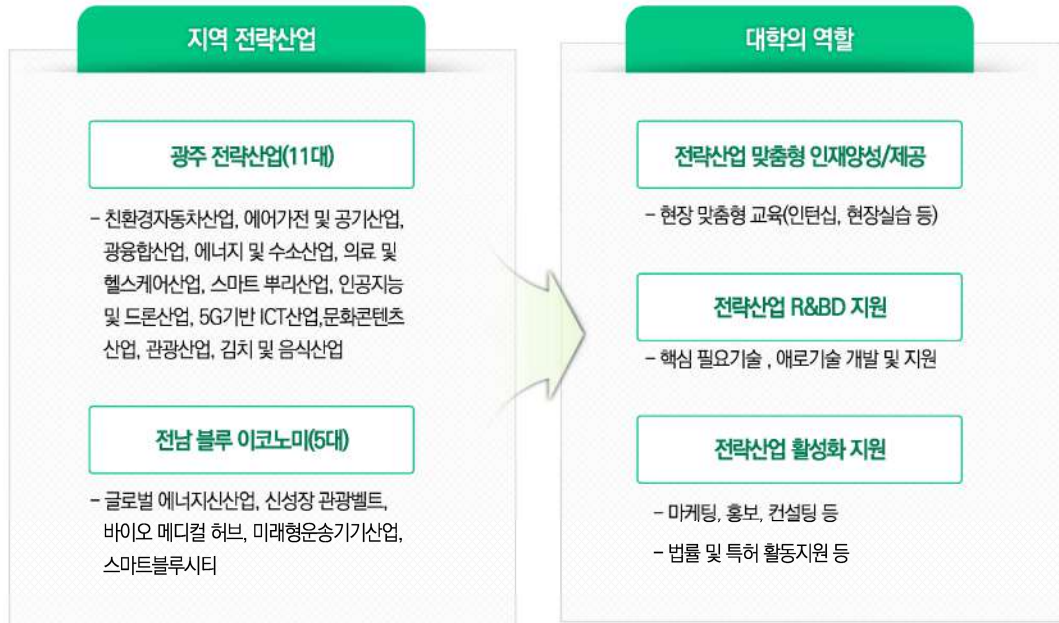 지역 전략산업
광주 전략산업(11대)
- 친환경자동차산업, 에어가전 및 공기산업,
광융합산업, 에너지 및 수소산업, 의료 및
헬스케어산업, 스마트 뿌리산업, 인공지능
및 드론산업, 5G기반 ICT산업,문화콘텐츠
산업, 관광산업, 김치 및 음식산업
전남 블루 이코노미(5대)
- 글로벌 에너지신산업, 신성장 관광벨트,
바이오 메디컬 허브, 미래형운송기기산업,
스마트블루시티
대학의 역할
전략산업 맞춤형 인재양성/제공
- 현장 맞춤형 교육(인턴십, 현장실습 등)
전략산업 R&BD 지원
- 핵심 필요기술 , 애로기술 개발 및 지원
전략산업 활성화 지원
- 마케팅, 홍보, 컨설팅 등
- 법률 및 특허 활동지원 등